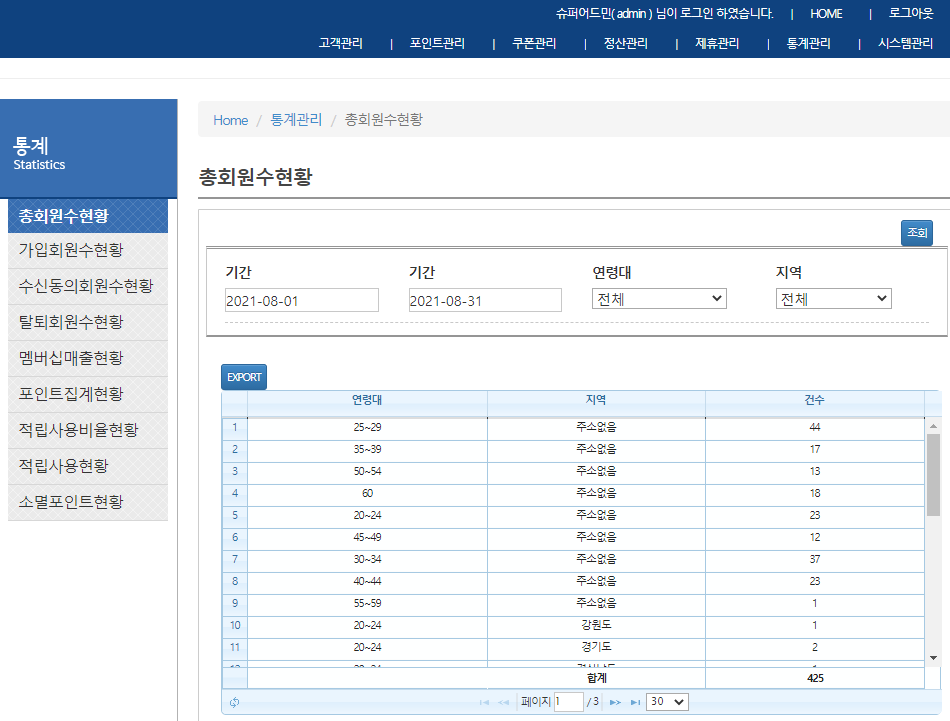 슈퍼어드민( admin ) 님이 로그인 하였습니다. | HOME | 로그아웃
고객관리 | 포인트관리 | 쿠폰관리 | 정산관리 | 제휴관리 | 통계관리 | 시스템관리
통계
Statistics
총회원수현황
가입회원수현황
수신동의회원수현황
탈퇴회원수현황
멤버십매출현황
포인트집계현황
적립사용비율현황
적립사용현황
소멸포인트현황
Home / 통계관리 / 총회원수현황
총회원수현황
조회
기간 기간 연령대 지역
2021-08-01 2021-08-31 전체 전체
EXPORT
연령대 지역 건수
1 25~29 주소없음 44
2 35~39 주소없음 17
3 50~54 주소없음 13
4 60 주소없음 18
5 20~24 주소없음 23
6 45~49 주소없음 12
7 30~34 주소없음 37
8 40~44 주소없음 23
9 55~59 주소없음 1
10 20~24 강원도 1
11 20~24 경기도 2
합계 425
페이지 1 / 3 30